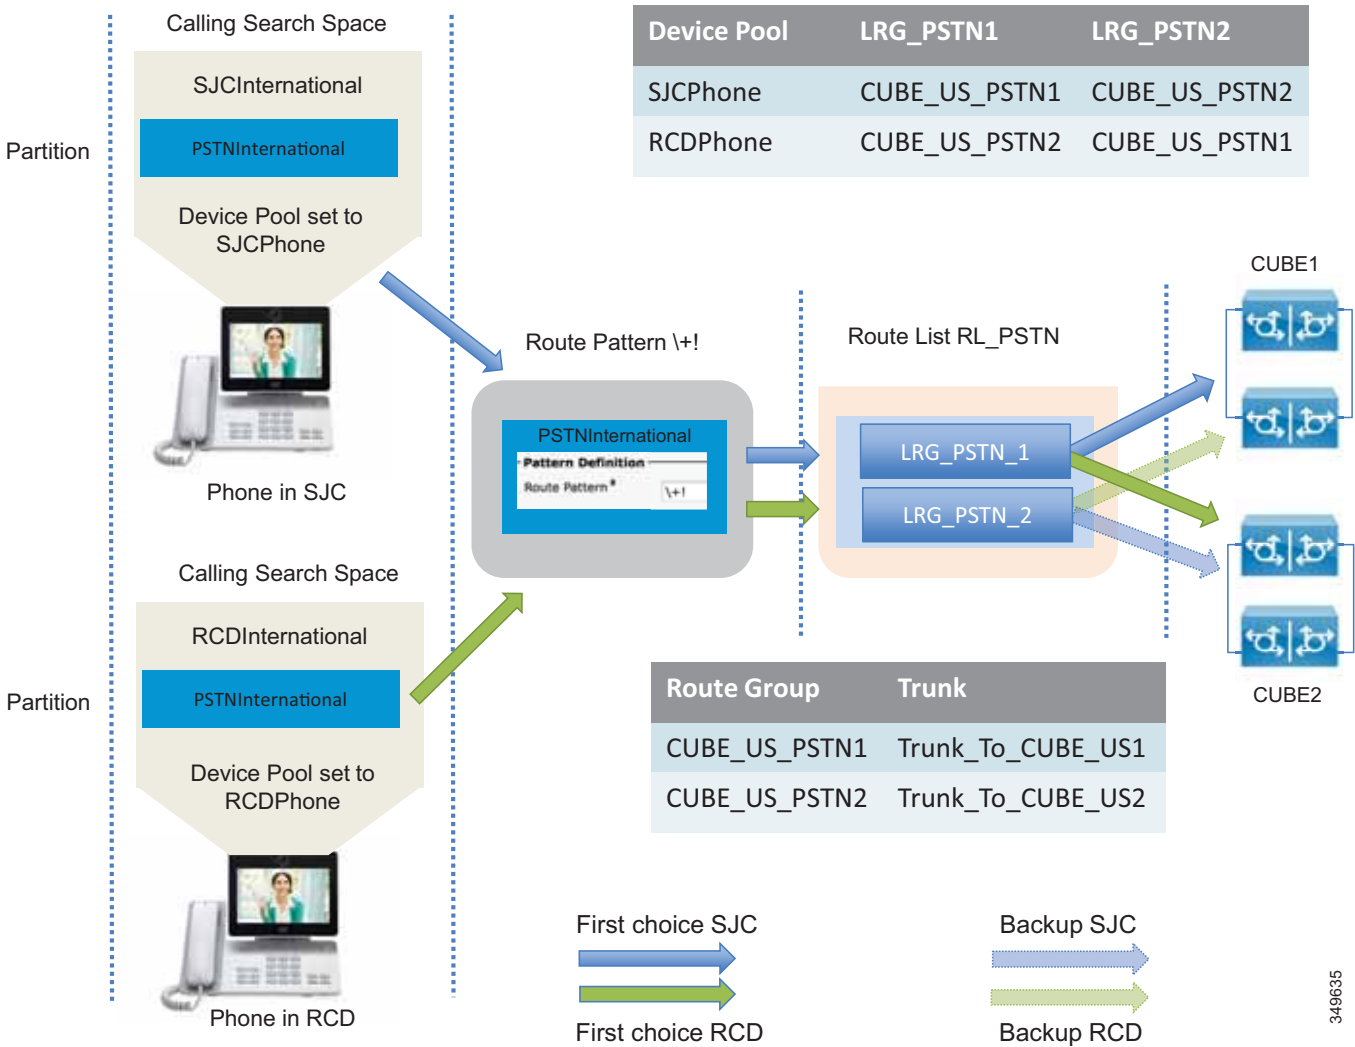 Calling Search Space
SJCInternational
Partition
PSTNInternational
Device Pool set to
SJCPhone
Phone in SJC
Calling Search Space
RCDInternational
Partition
PSTNInternational
Device Pool set to
RCDPhone
Phone in RCD
Device Pool LRG_PSTN1 LRG_PSTN2
SJCPhone CUBE_US_PSTN1 CUBE_US_PSTN2
RCDPhone CUBE_US_PSTN2 CUBE_US_PSTN1
Route Pattern \+!
PSTNInternational
Pattern Definition
Route Pattern* \+!
Route List RL_PSTN
LRG_PSTN_1
LRG_PSTN_2
CUBE1
CUBE2
Route Group Trunk
CUBE_US_PSTN1 Trunk_To_CUBE_US1
CUBE_US_PSTN2 Trunk_To_CUBE_US2
First choice SJC
First choice RCD
Backup SJC
Backup RCD
349635